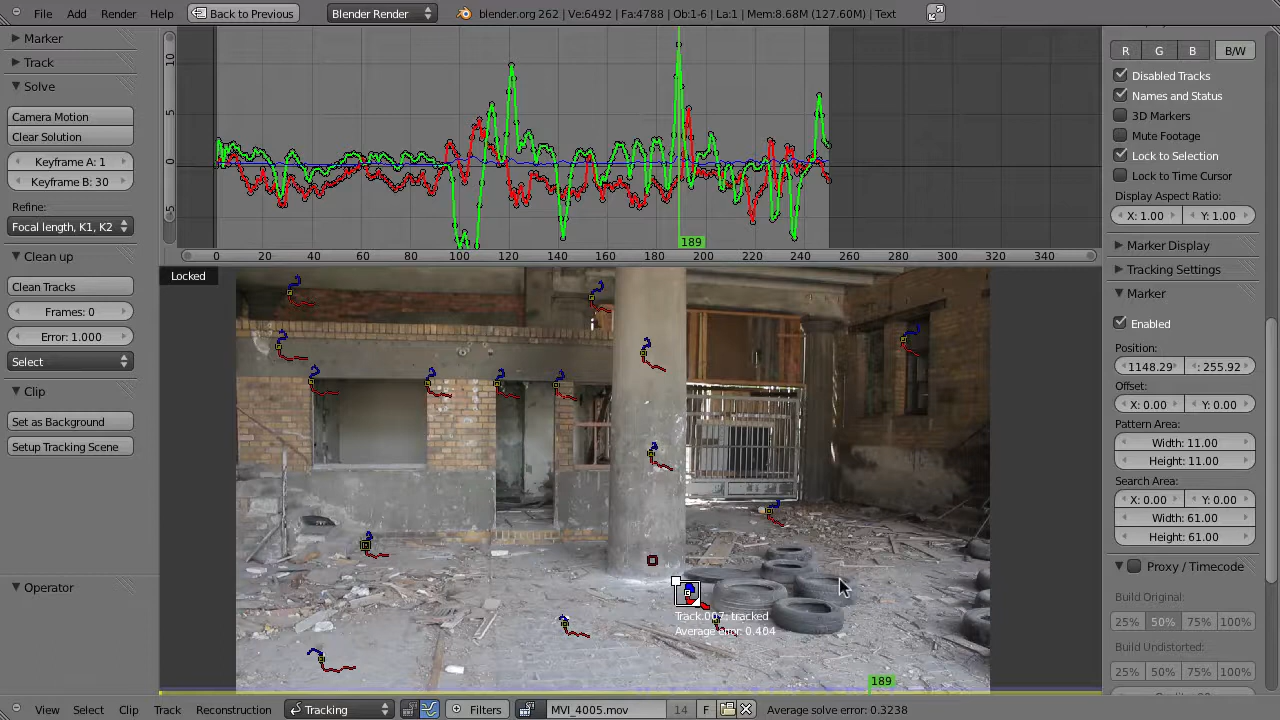 File Add Render Help Back to Previous Blender Render blender.org 262 | Ve:6492 | Fa:4788 | Ob:1-6 | La:1 | Mem:8.68M (127.60M) | Text
Marker
Track
Solve
Camera Motion
Clear Solution
Keyframe A: 1
Keyframe B: 30
Refine:
Focal length, K1, K2
Clean up
Clean Tracks
Frames: 0
Error: 1.000
Select
Clip
Set as Background
Setup Tracking Scene
Operator
10
5
0
5
189
0 20 40 60 80 100 120 140 160 180 200 220 240 260 280 300 320 340
Locked
Track.007: tracked
Average error: 0.404
189
R G B B/W
Disabled Tracks
Names and Status
3D Markers
Mute Footage
Lock to Selection
Lock to Time Cursor
Display Aspect Ratio:
X: 1.00 Y: 1.00
Marker Display
Tracking Settings
Marker
Enabled
Position:
1148.29 : 255.92
Offset:
X: 0.00 Y: 0.00
Pattern Area:
Width: 11.00
Height: 11.00
Search Area:
X: 0.00 Y: 0.00
Width: 61.00
Height: 61.00
Proxy / Timecode
Build Original:
25% 50% 75% 100%
Build Undistorted:
25% 50% 75% 100%
View Select Clip Track Reconstruction Tracking Filters MVI_4005.mov 14 F Average solve error: 0.3238